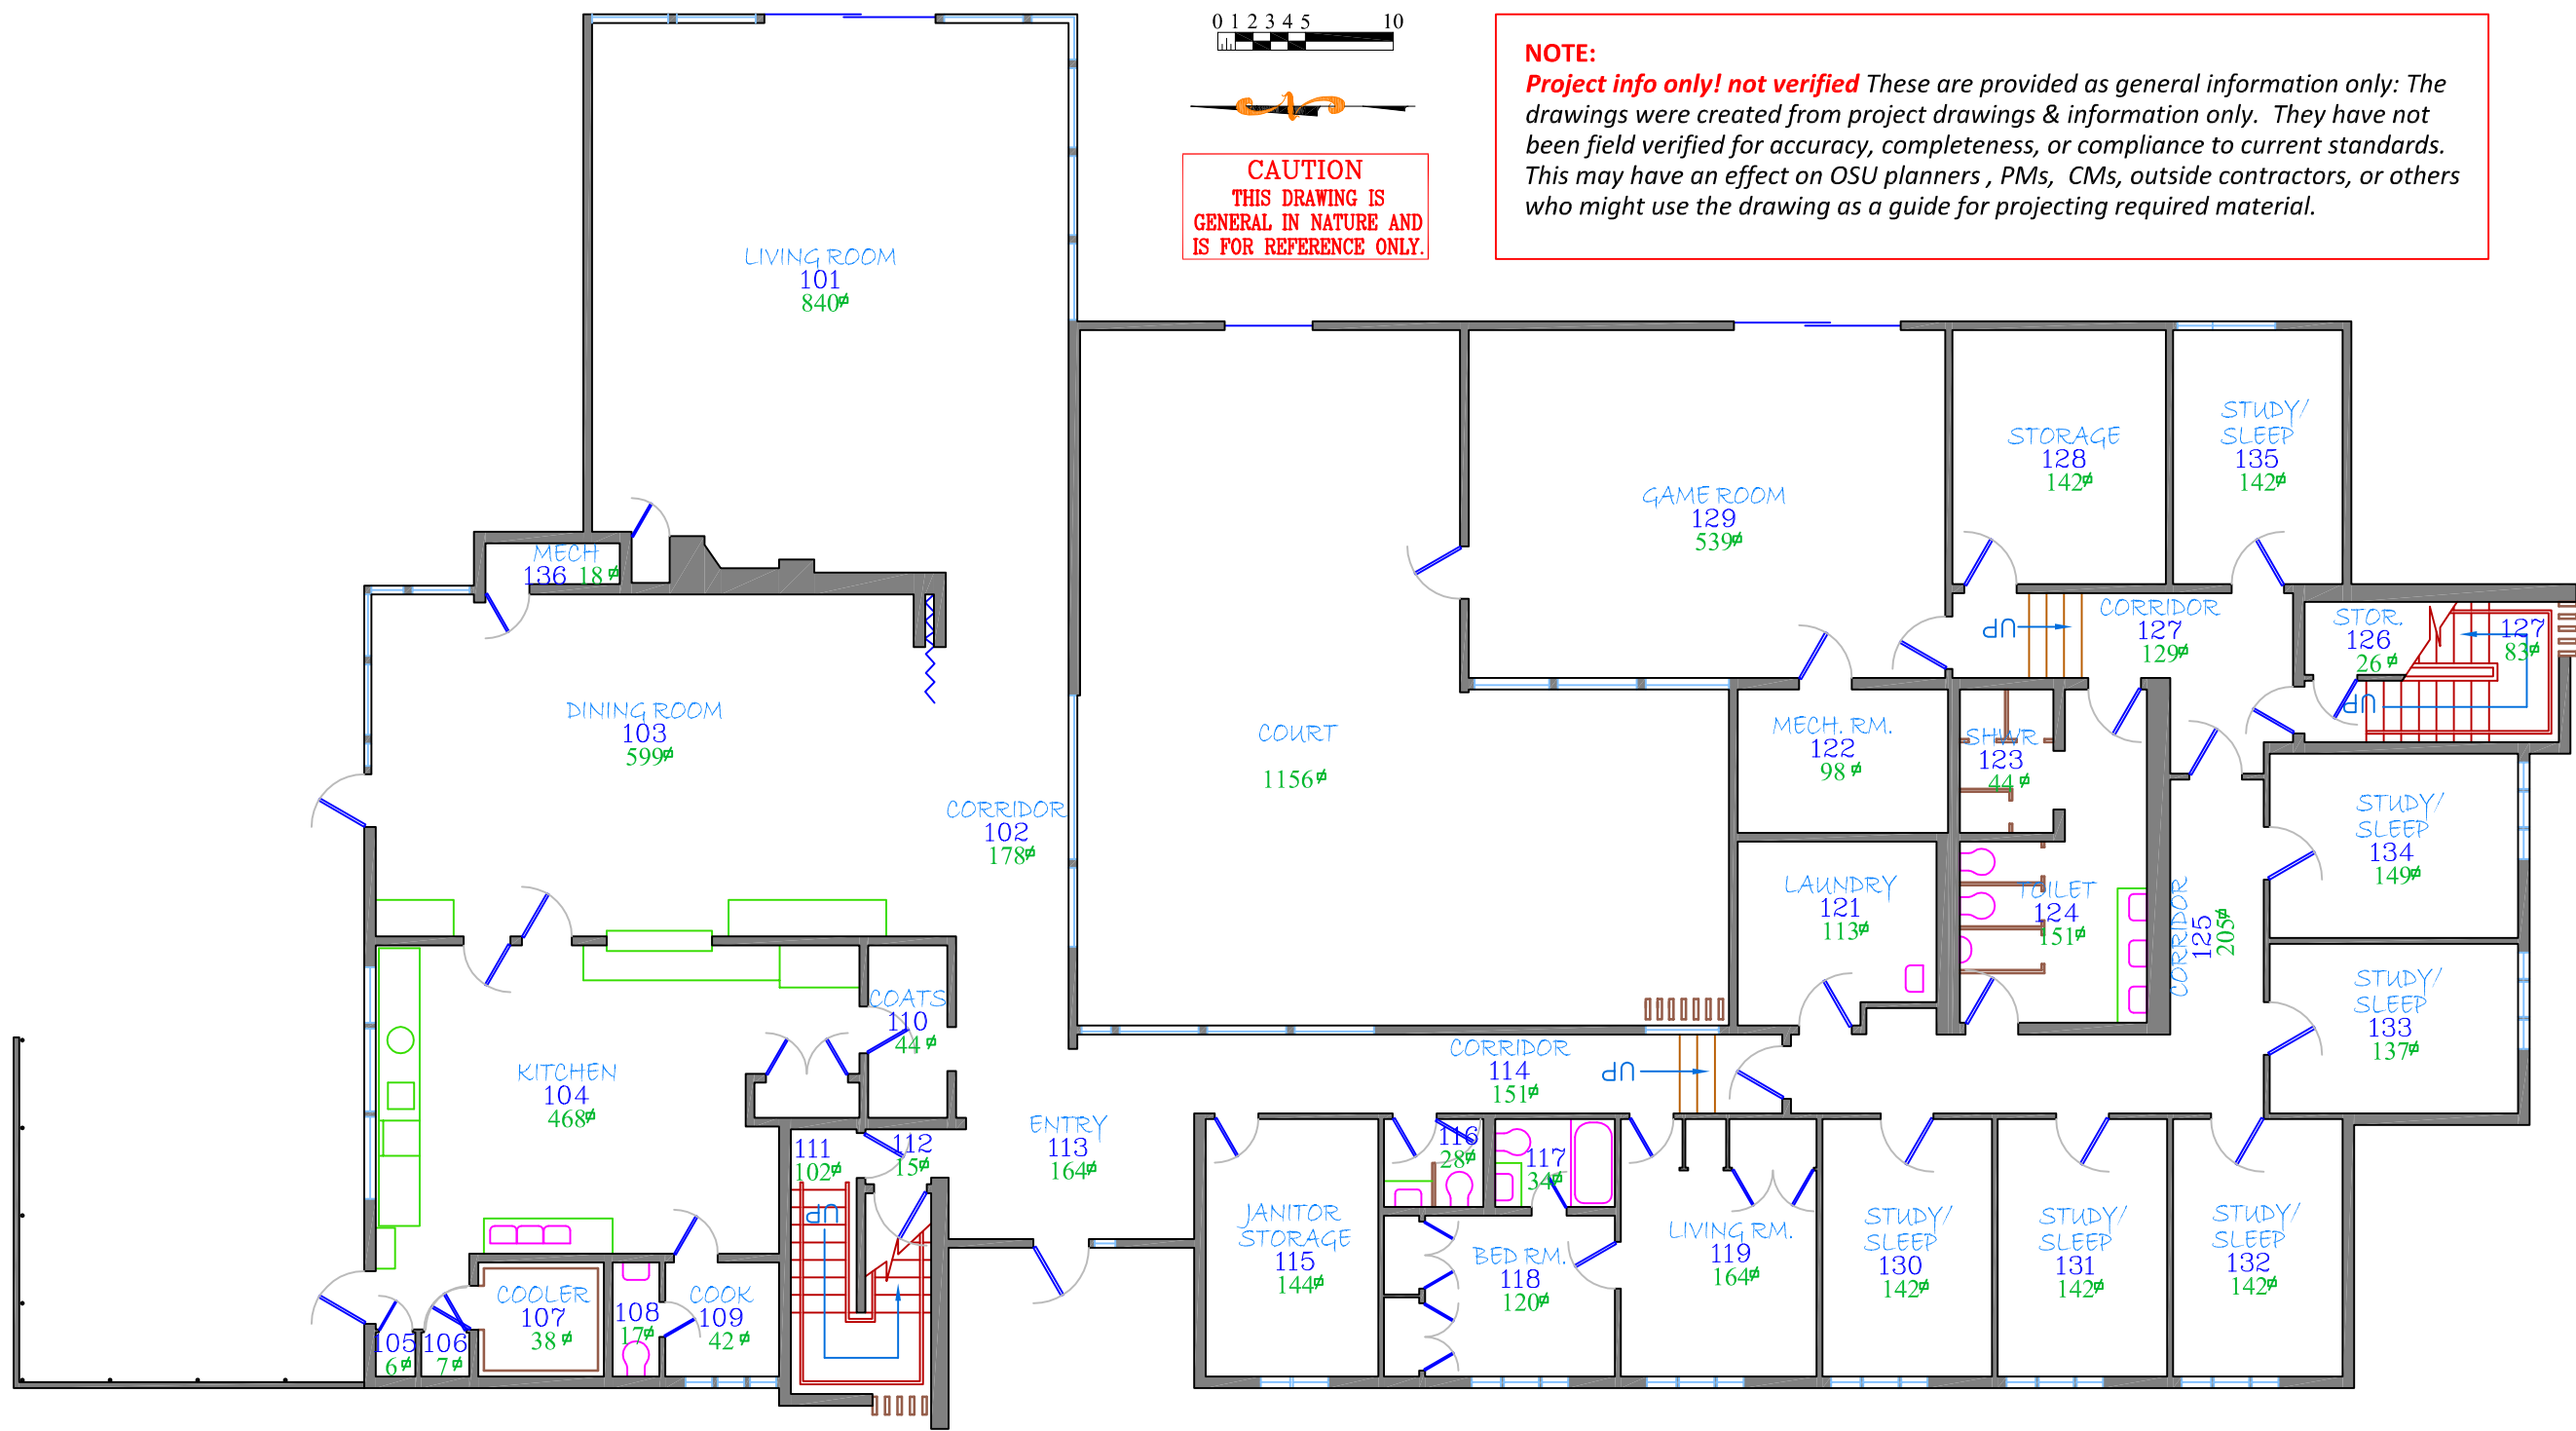 0 1 2 3 4 5 10
NOTE:
Project info only! not verified These are provided as general information only: The
drawings were created from project drawings & information only. They have not
been field verified for accuracy, completeness, or compliance to current standards.
This may have an effect on OSU planners , PMs, CMs, outside contractors, or others
who might use the drawing as a guide for projecting required material.
N
CAUTION
THIS DRAWING IS
GENERAL IN NATURE AND
IS FOR REFERENCE ONLY.
LIVING ROOM
101
840
STUDY/
SLEEP
135
142
STORAGE
128
142
GAME ROOM
129
539
MECH
136 18
CORRIDOR
127
129
UP
STOR.
126
26
127
83
UP
DINING ROOM
103
599
COURT
1156
MECH. RM.
122
98
SHWR
123
44
CORRIDOR
102
178
STUDY/
SLEEP
134
149
LAUNDRY
121
113
TOILET
124
151
CORRIDOR
125
205
COATS
110
44
STUDY/
SLEEP
133
137
KITCHEN
104
468
CORRIDOR
114
151
UP
ENTRY
113
164
111
102
112
15
UP
116
28
117
34
JANITOR
STORAGE
115
144
BED RM.
118
120
LIVING RM.
119
164
STUDY/
SLEEP
130
142
STUDY/
SLEEP
131
142
STUDY/
SLEEP
132
142
COOLER
107
38
108
17
COOK
109
42
105
6
106
7